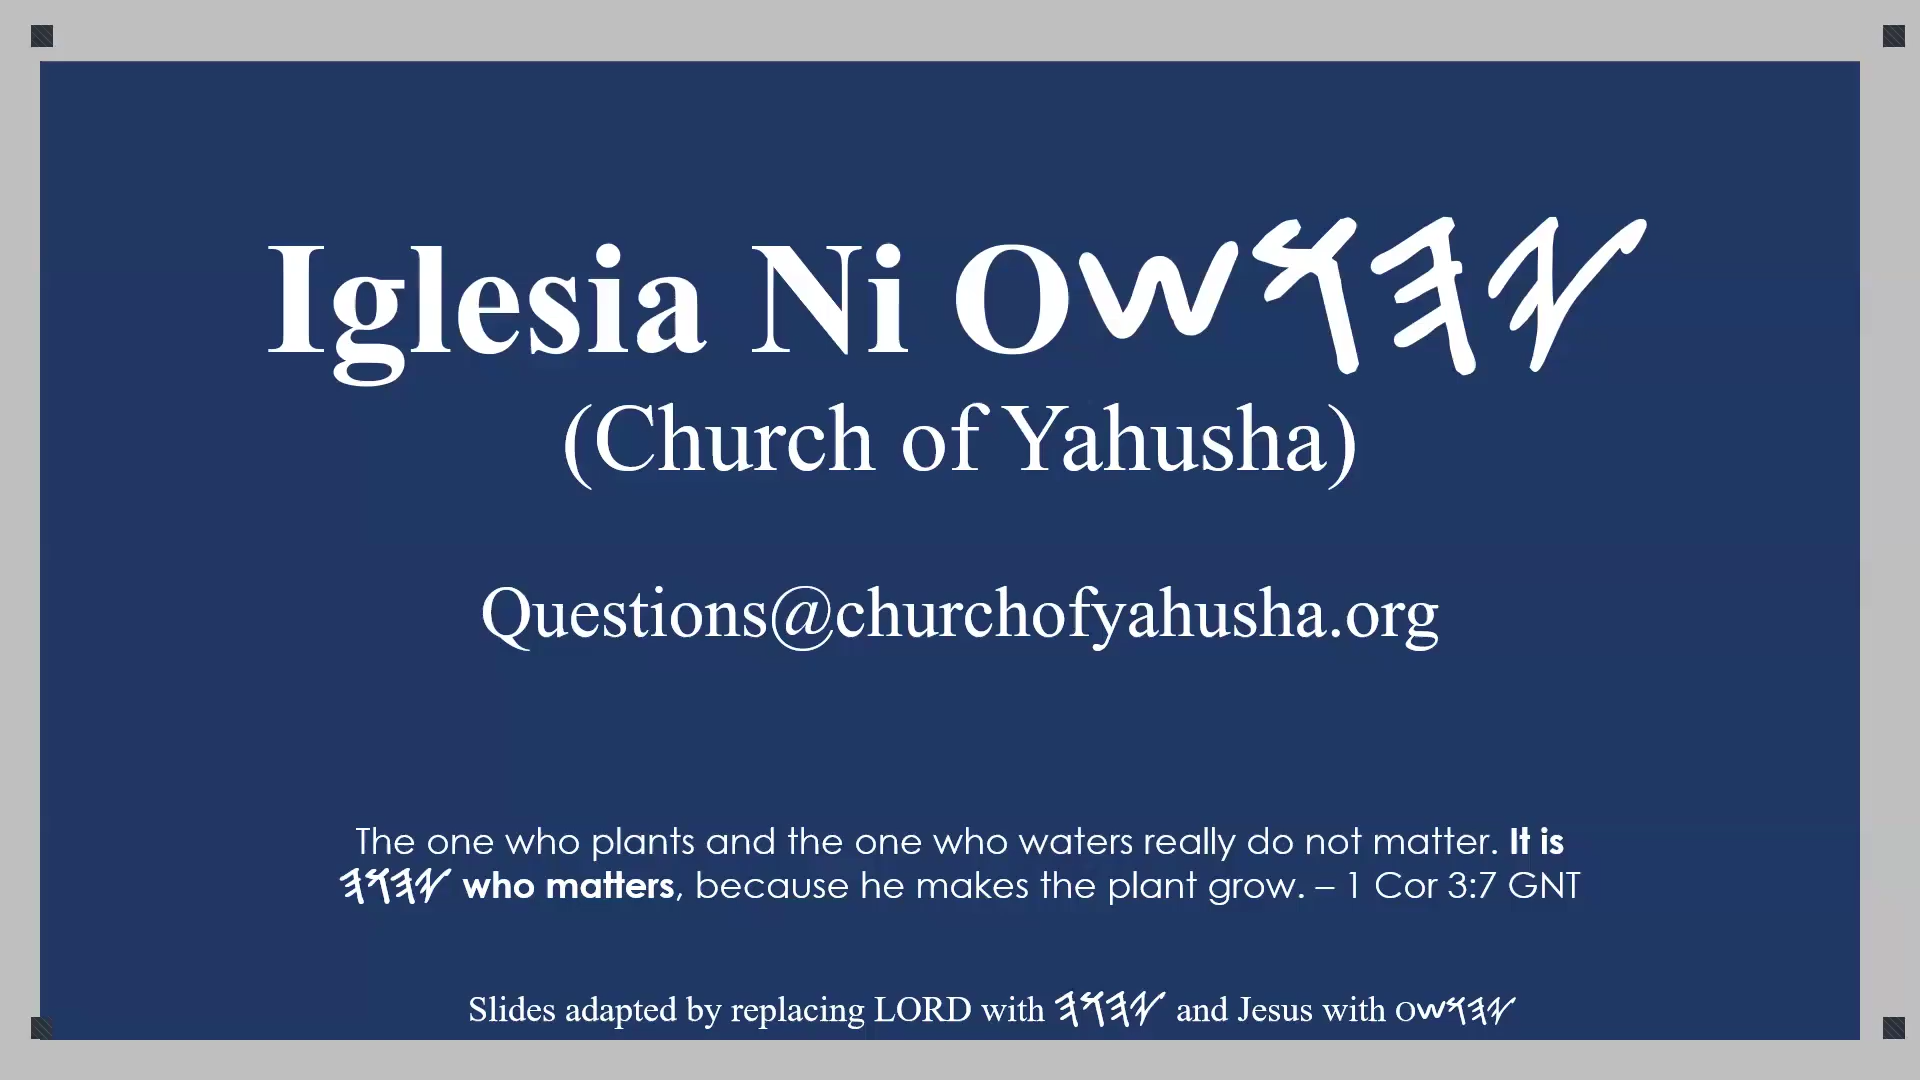 Iglesia Ni 𐤉𐤄𐤅𐤔𐤏
(Church of Yahusha)
Questions@churchofyahusha.org
The one who plants and the one who waters really do not matter. It is
𐤉𐤄𐤅𐤄 who matters, because he makes the plant grow. – 1 Cor 3:7 GNT
Slides adapted by replacing LORD with 𐤉𐤄𐤅𐤄 and Jesus with 𐤉𐤄𐤅𐤔𐤏